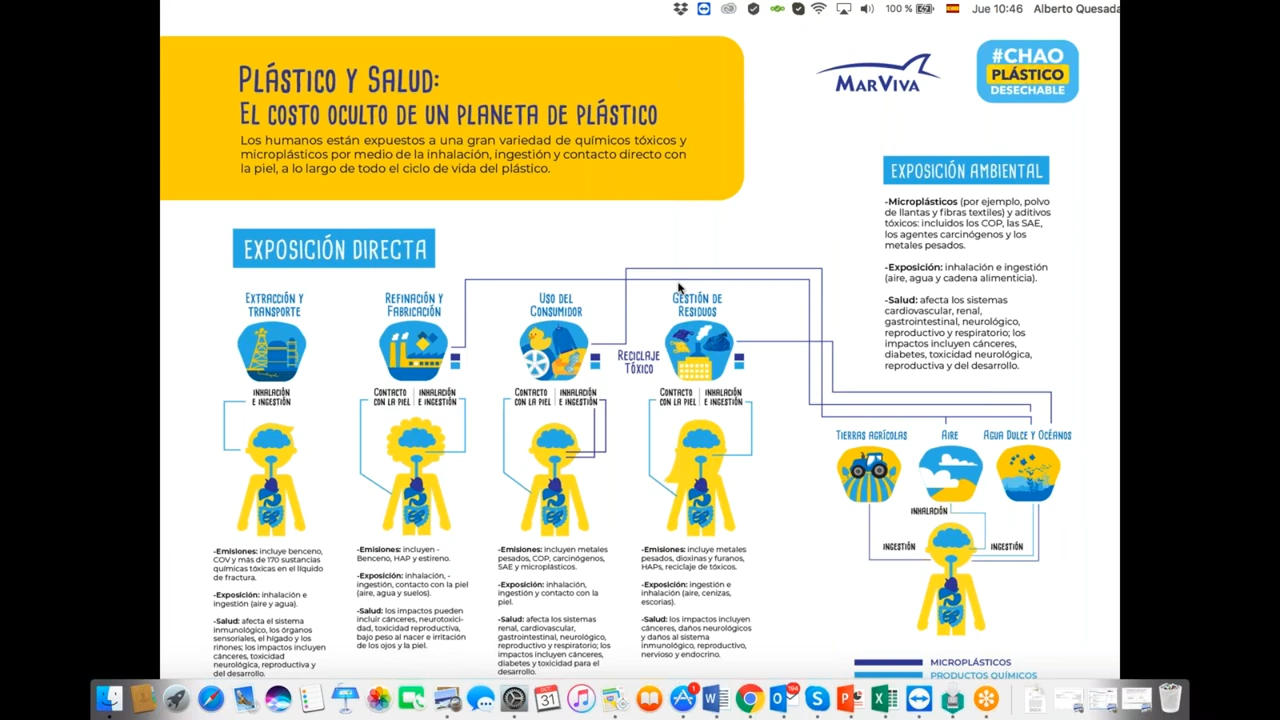 100 %
Jue 10:46
Alberto Quesada
PLÁSTICO Y SALUD:
EL COSTO OCULTO DE UN PLANETA DE PLÁSTICO
Los humanos están expuestos a una gran variedad de químicos tóxicos y
microplásticos por medio de la inhalación, ingestión y contacto directo con
la piel, a lo largo de todo el ciclo de vida del plástico.
MARVIVA
#CHAO
PLÁSTICO
DESECHABLE
EXPOSICIÓN DIRECTA
EXTRACCIÓN Y
TRANSPORTE
INHALACIÓN
E INGESTIÓN
-Emisiones: incluye benceno,
COV y más de 170 sustancias
químicas tóxicas en el líquido
de fractura.
-Exposición: inhalación e
ingestión (aire y agua).
-Salud: afecta el sistema
inmunológico, los órganos
sensoriales, el hígado y los
riñones; los impactos incluyen
cánceres, toxicidad
neurológica, reproductiva y
del desarrollo.
REFINACIÓN Y
FABRICACIÓN
CONTACTO
CON LA PIEL
INHALACIÓN
E INGESTIÓN
-Emisiones: incluyen -
Benceno, HAP y estireno.
-Exposición: inhalación, -
ingestión, contacto con la piel
(aire, agua y suelos).
-Salud: los impactos pueden
incluir cánceres, neurotoxici-
dad, toxicidad reproductiva,
bajo peso al nacer e irritación
de los ojos y la piel.
USO DEL
CONSUMIDOR
CONTACTO
CON LA PIEL
INHALACIÓN
E INGESTIÓN
-Emisiones: incluyen metales
pesados, COP, carcinógenos,
SAE y microplásticos.
-Exposición: inhalación,
ingestión y contacto con la
piel.
-Salud: afecta los sistemas
renal, cardiovascular,
gastrointestinal, neurológico,
reproductivo y respiratorio; los
impactos incluyen cánceres,
diabetes y toxicidad para el
desarrollo.
RECICLAJE
TÓXICO
GESTIÓN DE
RESIDUOS
CONTACTO
CON LA PIEL
INHALACIÓN
E INGESTIÓN
-Emisiones: incluye metales
pesados, dioxinas y furanos,
HAPs, reciclaje de tóxicos.
-Exposición: ingestión e
inhalación (aire, cenizas,
escorias).
-Salud: los impactos incluyen
cánceres, daños neurológicos
y daños al sistema
inmunológico, reproductivo,
nervioso y endocrino.
EXPOSICIÓN AMBIENTAL
-Microplásticos (por ejemplo, polvo
de llantas y fibras textiles) y aditivos
tóxicos: incluidos los COP, las SAE,
los agentes carcinógenos y los
metales pesados.
-Exposición: inhalación e ingestión
(aire, agua y cadena alimenticia).
-Salud: afecta los sistemas
cardiovascular, renal,
gastrointestinal, neurológico,
reproductivo y respiratorio; los
impactos incluyen cánceres,
diabetes, toxicidad neurológica,
reproductiva y del desarrollo.
TIERRAS AGRÍCOLAS
AIRE
AGUA DULCE Y OCÉANOS
INHALACIÓN
INGESTIÓN
INGESTIÓN
MICROPLÁSTICOS
PRODUCTOS QUÍMICOS
OCT
31
1
194